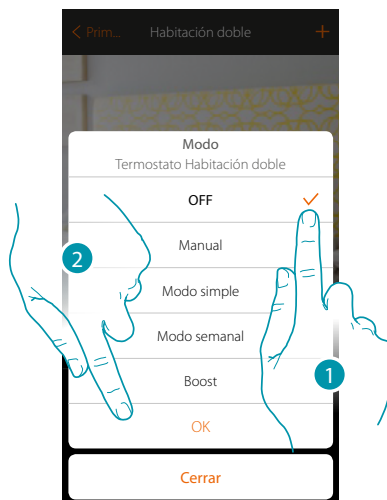 < Prim... Habitación doble +
Modo
Termostato Habitación doble
OFF
Manual
Modo simple
Modo semanal
Boost
OK
Cerrar
2
1